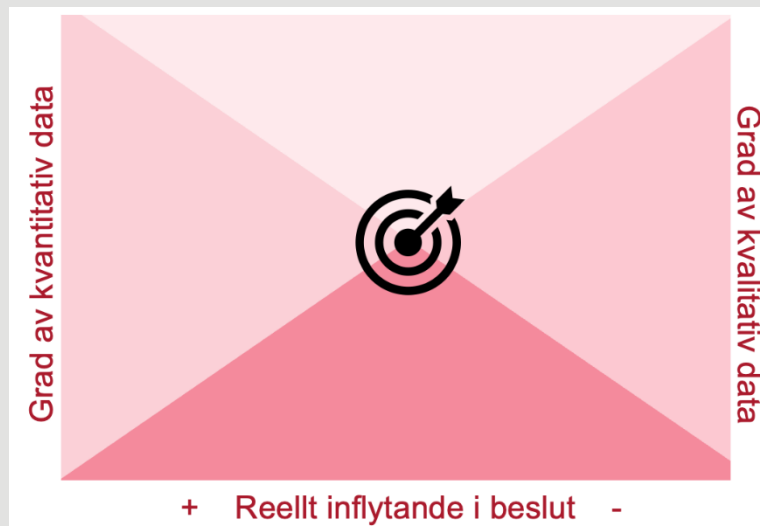 Grad av kvantitativ data
Grad av kvalitativ data
+ Reellt inflytande i beslut -